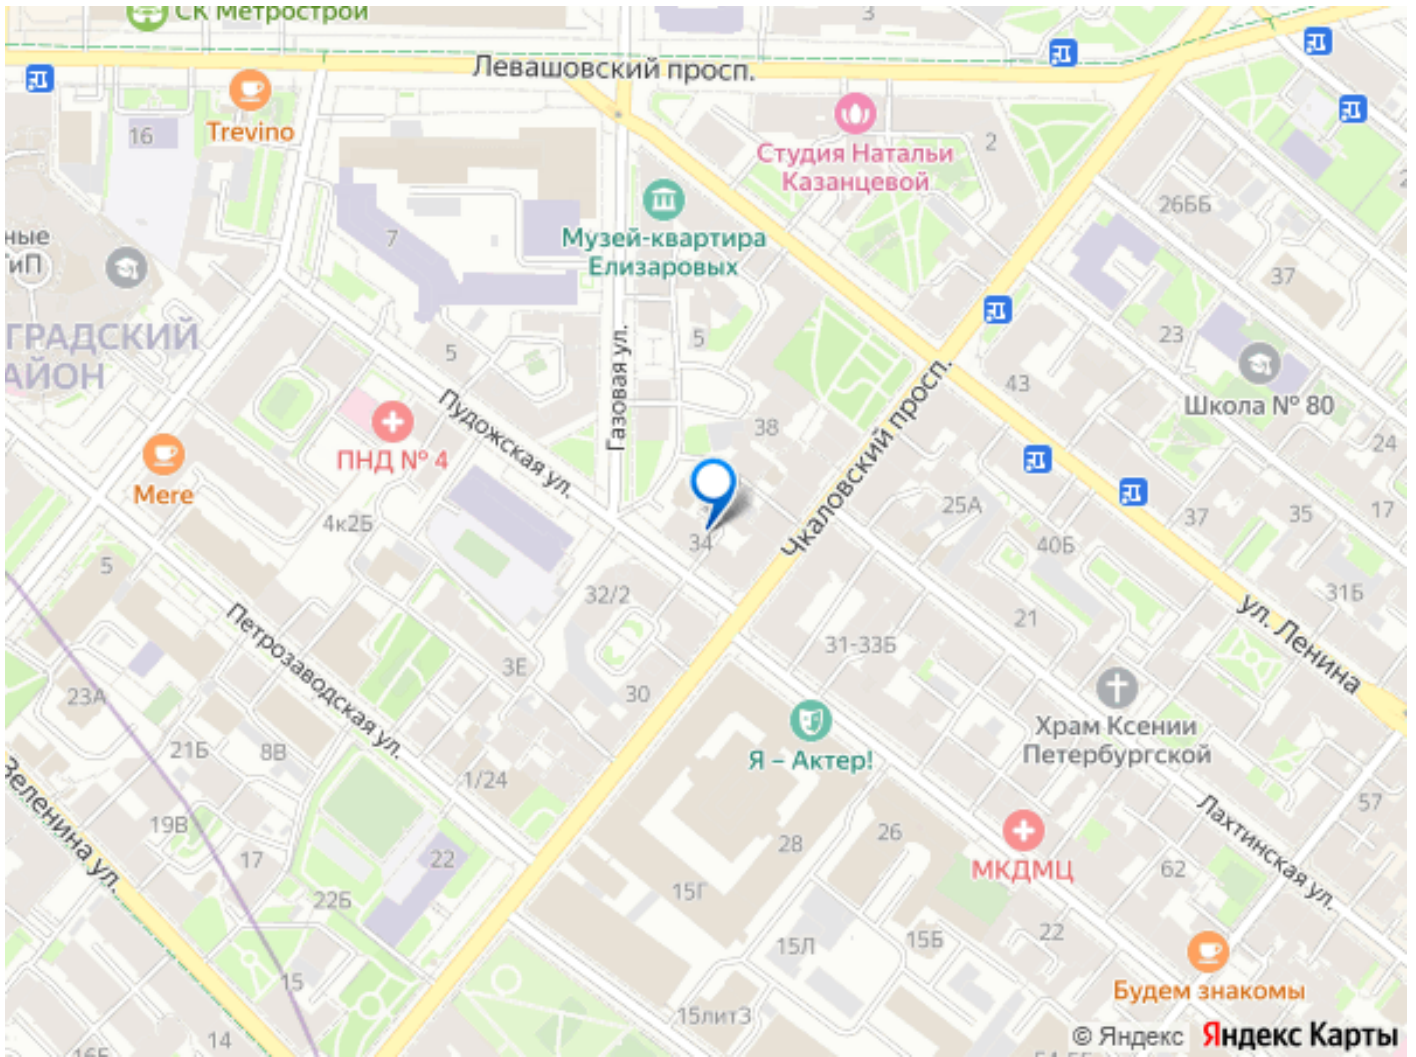 СК Метрострой
3
Левашовский просп.
Trevino
16
Студия Натальи
Казанцевой
2
26ББ
ные
ГиП
7
Музей-квартира
Елизаровых
37
ГРАДСКИЙ
АЙОН
5
Газовая ул.
5
23
43
Школа № 80
Пудожская ул.
ПНД № 4
38
Чкаловский просп.
24
Mere
4к2Б
25А
37
35
17
34
40Б
5
32/2
31Б
ул. Ленина
Петрозаводская ул.
21
31-33Б
3Е
30
23А
Храм Ксении
Петербургской
21Б
8В
Я – Актер!
1/24
Зеленина ул.
19В
57
Лахтинская ул.
28
26
17
22
МКДМЦ
62
22Б
15Г
15Л
15Б
22
15
Будем знакомы
15лит3
14
© Яндекс Яндекс Карты
16Б